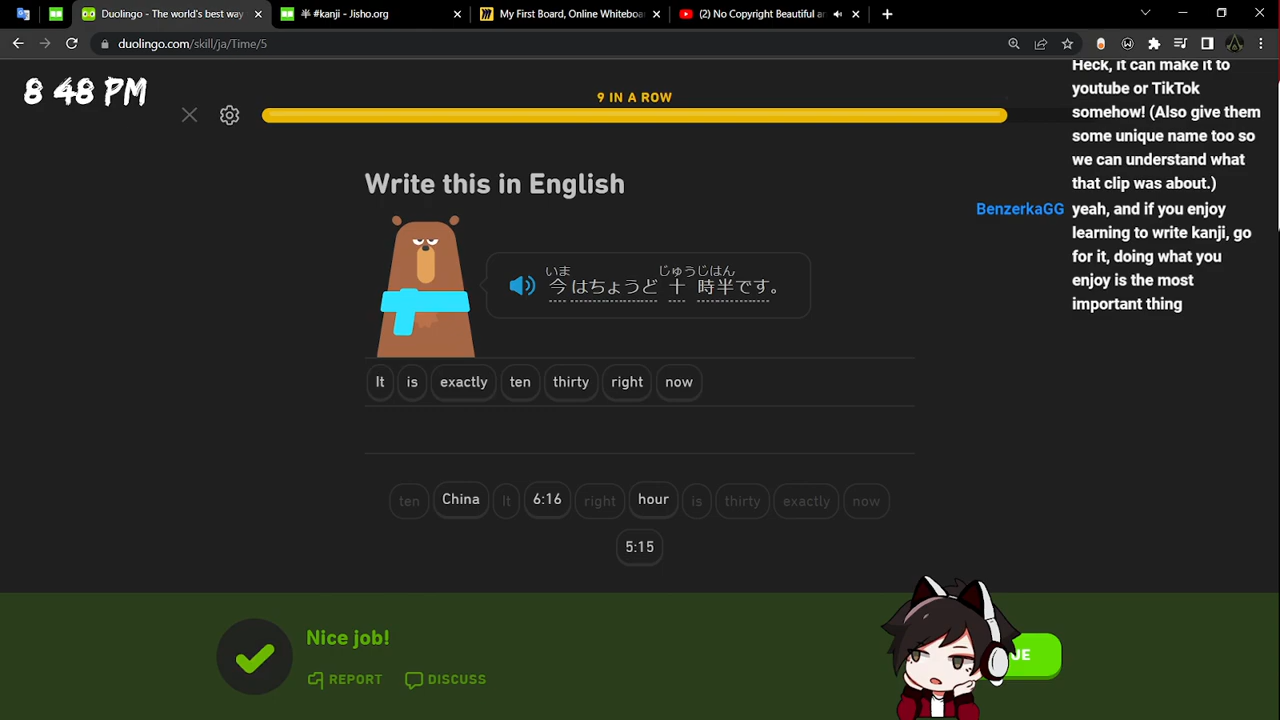 Duolingo - The world's best way
半 #kanji - Jisho.org
My First Board, Online Whiteboa
(2) No Copyright Beautiful a
duolingo.com/skill/ja/Time/5
8 48 PM
9 IN A ROW
Heck, it can make it to
youtube or TikTok
somehow! (Also give them
some unique name too so
we can understand what
that clip was about.)
BenzerkaGG yeah, and if you enjoy
learning to write kanji, go
for it, doing what you
enjoy is the most
important thing
Write this in English
いま じゅうじはん
今はちょうど十時半です。
It is exactly ten thirty right now
ten China It 6:16 right hour is thirty exactly now
5:15
Nice job!
REPORT DISCUSS
UE